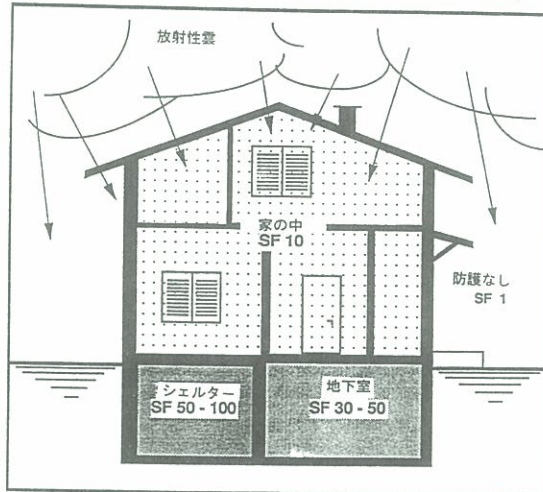 放射性雲
家の中
SF 10
防護なし
SF 1
シェルター
SF 50 - 100
地下室
SF 30 - 50